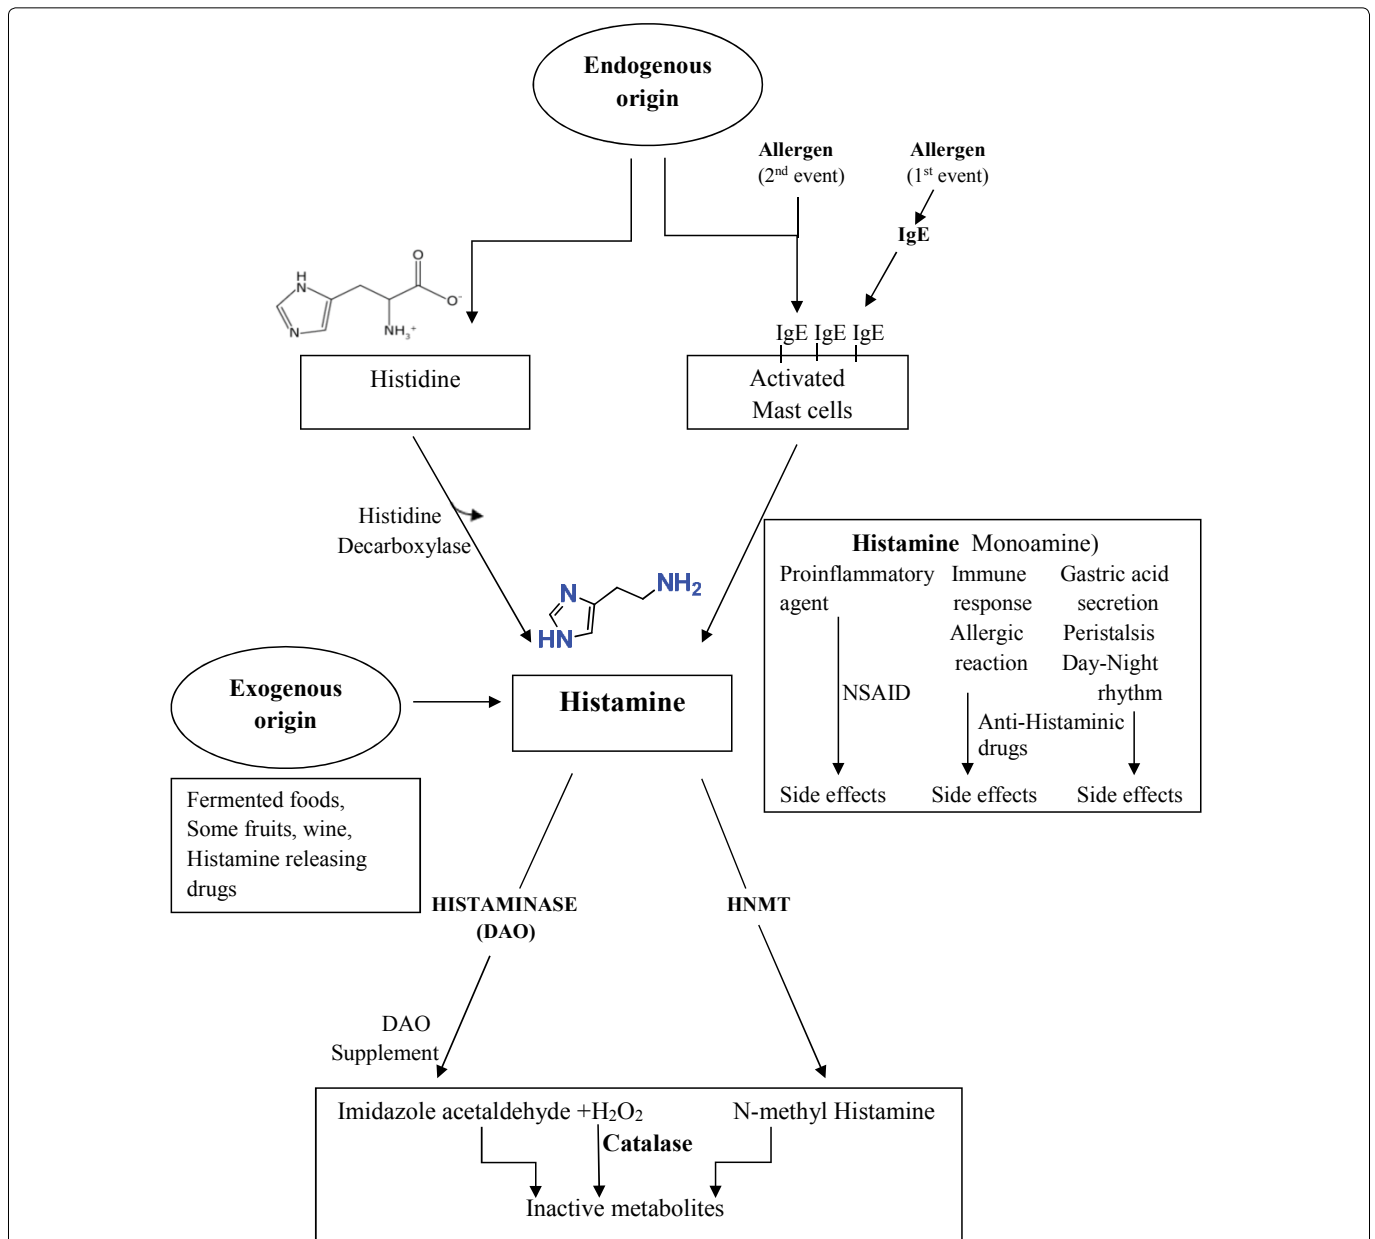 Endogenous
origin
Allergen
(2nd event)
Allergen
(1st event)
IgE
O
H
N
N
O-
NH3+
IgE IgE IgE
Histidine
Activated
Mast cells
Histidine
Decarboxylase
N
NH2
HN
Histamine Monoamine)
Proinflammatory
agent
Immune
response
Allergic
reaction
Gastric acid
secretion
Peristalsis
Day-Night
rhythm
NSAID
Anti-Histaminic
drugs
Side effects
Side effects
Side effects
Exogenous
origin
Histamine
Fermented foods,
Some fruits, wine,
Histamine releasing
drugs
HISTAMINASE
(DAO)
HNMT
DAO
Supplement
Imidazole acetaldehyde +H2O2
N-methyl Histamine
Catalase
Inactive metabolites